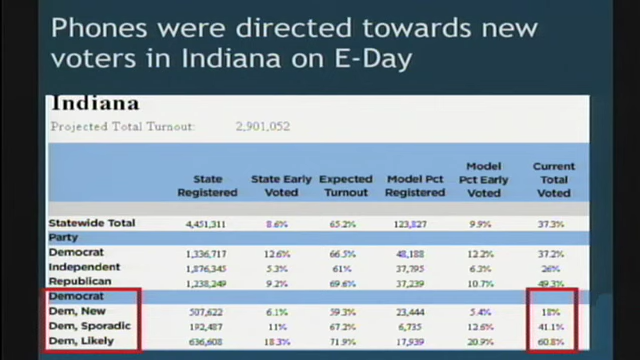 Phones were directed towards new
voters in Indiana on E-Day
Indiana
Projected Total Turnout: 2,901,052
State Registered State Early Voted Expected Turnout Model Pct Registered Model Pct Early Voted Current Total Voted
Statewide Total 4,451,311 8.6% 65.2% 123,827 9.9% 37.3%
Party
Democrat 1,336,717 12.6% 66.5% 48,188 12.2% 37.2%
Independent 1,876,345 5.3% 61% 37,795 6.3% 26%
Republican 1,238,249 9.2% 69.6% 37,239 10.7% 49.3%
Democrat
Dem, New 507,622 6.1% 59.3% 23,444 5.4% 18%
Dem, Sporadic 192,487 11% 67.2% 6,735 12.6% 41.1%
Dem, Likely 636,608 18.3% 71.9% 17,939 20.9% 60.8%